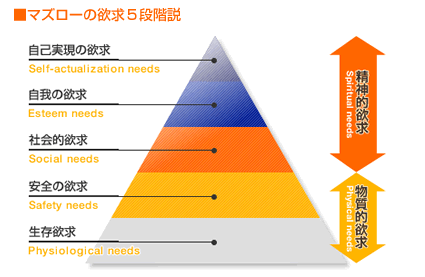 ■マズローの欲求５段階説
自己実現の欲求
Self-actualization needs
自我の欲求
Esteem needs
社会的欲求
Social needs
安全の欲求
Safety needs
生存欲求
Physiological needs
精神的欲求
Spiritual needs
物質的欲求
Physical needs